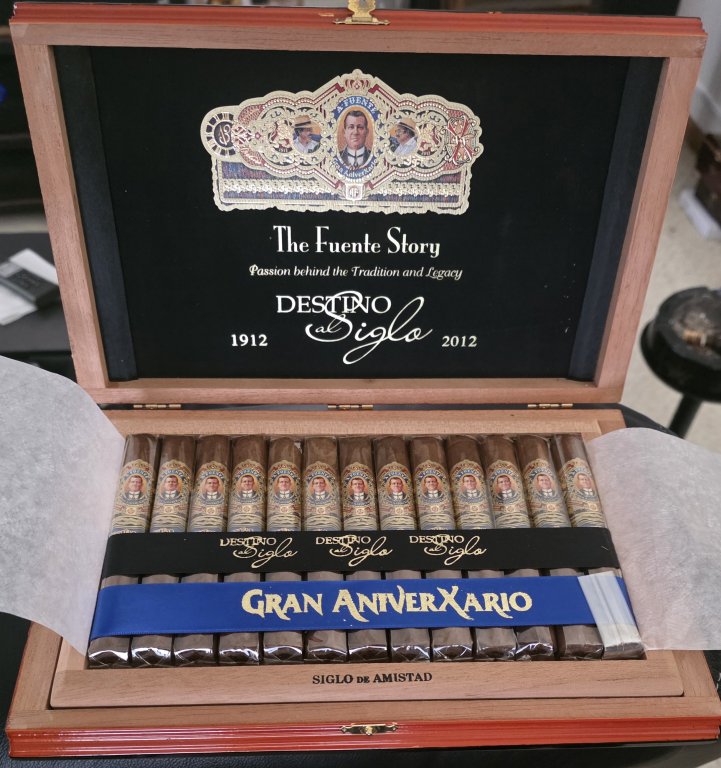 A FUENTE
The Fuente Story
Passion behind the Tradition and Legacy
DESTINO
al Siglo
1912
2012
DESTINO al Siglo DESTINO al Siglo DESTINO al Siglo
GRAN ANIVERXARIO
SIGLO DE AMISTAD